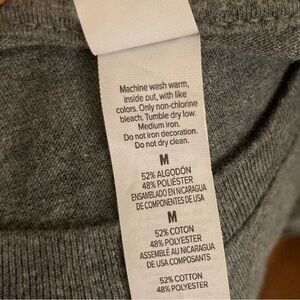 Machine wash warm,
inside out, with like
colors. Only non-chlorine
bleach. Tumble dry low.
Medium iron.
Do not iron decoration.
Do not dry clean.
M
52% ALGODÓN
48% POLIÉSTER
ENSAMBLADO EN NICARAGUA
DE COMPONENTES DE USA
M
52% COTON
48% POLYESTER
ASSEMBLÉ AU NICARAGUA
DE USA COMPOSANTS
52% COTTON
48% POLYESTER